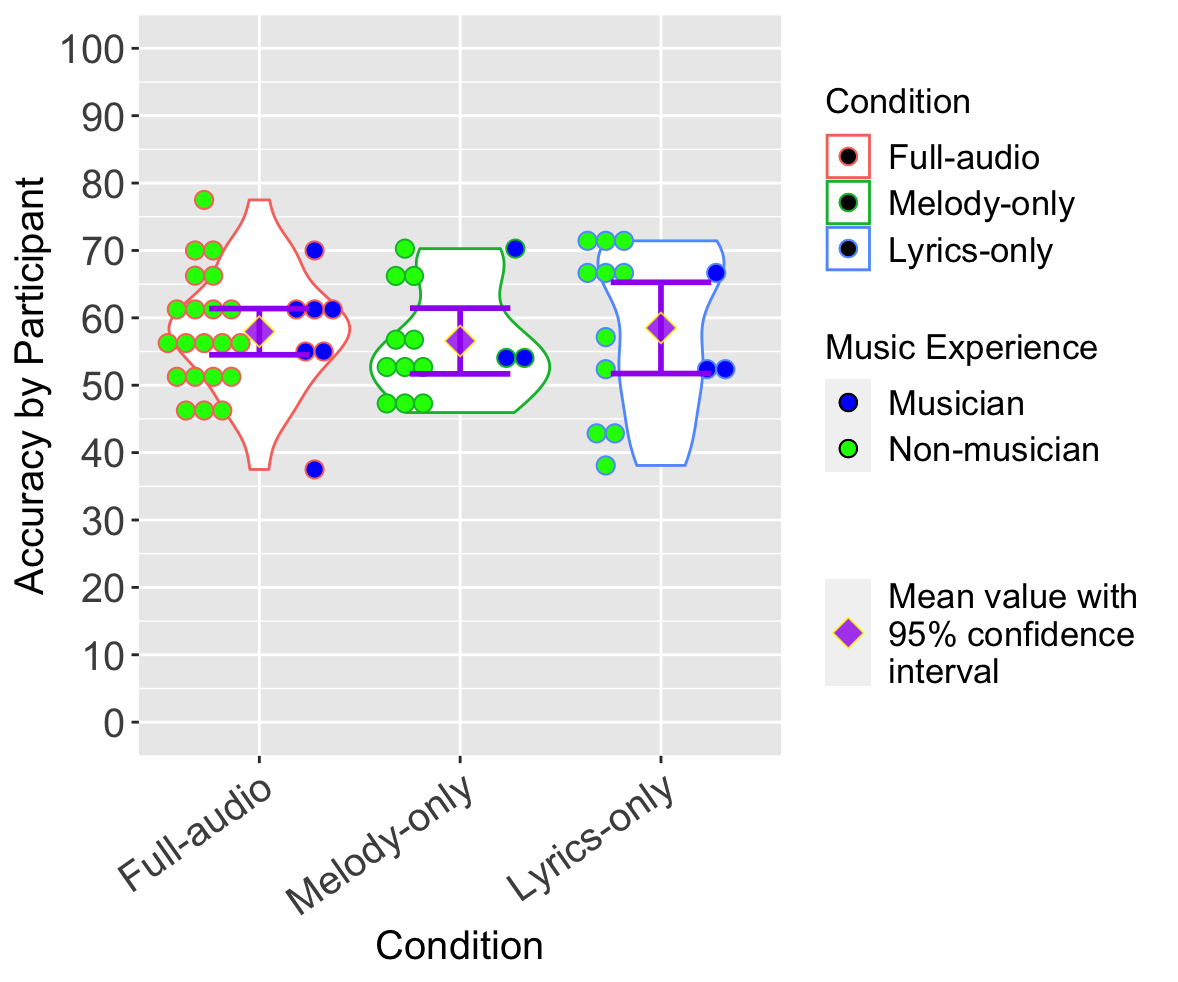 Accuracy by Participant
100
90
80
70
60
50
40
30
20
10
0
Full-audio
Melody-only
Lyrics-only
Condition
Condition
Full-audio
Melody-only
Lyrics-only
Music Experience
Musician
Non-musician
Mean value with
95% confidence
interval